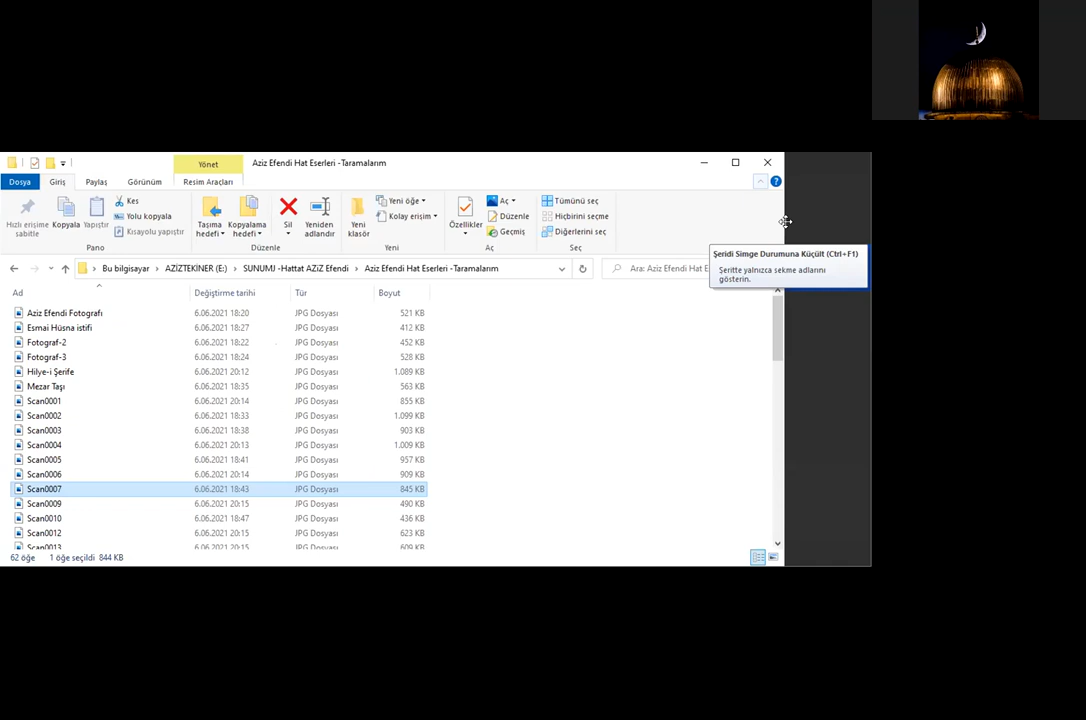 Yönet
Aziz Efendi Hat Eserleri -Taramalarım
Dosya Giriş Paylaş Görünüm Resim Araçları
Hızlı erişime sabitle
Kopyala
Yapıştır
Kes
Yolu kopyala
Kısayolu yapıştır
Pano
Taşıma hedefi
Kopyalama hedefi
Sil
Yeniden adlandır
Düzenle
Yeni klasör
Yeni öğe
Kolay erişim
Yeni
Özellikler
Aç
Düzenle
Geçmiş
Aç
Tümünü seç
Hiçbirini seçme
Diğerlerini seç
Seç
Şeridi Simge Durumuna Küçült (Ctrl+F1)
Şeritte yalnızca sekme adlarını
gösterin.
Bu bilgisayar > AZİZTEKİNER (E:) > SUNUMJ -Hattat AZiZ Efendi > Aziz Efendi Hat Eserleri -Taramalarım
Ara: Aziz Efendi Hat E
Ad Değiştirme tarihi Tür Boyut
Aziz Efendi Fotografı 6.06.2021 18:20 JPG Dosyası 521 KB
Esmai Hüsna istifi 6.06.2021 18:27 JPG Dosyası 412 KB
Fotograf-2 6.06.2021 18:22 JPG Dosyası 452 KB
Fotograf-3 6.06.2021 18:24 JPG Dosyası 528 KB
Hilye-i Şerife 6.06.2021 20:12 JPG Dosyası 1.089 KB
Mezar Taşı 6.06.2021 18:35 JPG Dosyası 563 KB
Scan0001 6.06.2021 20:14 JPG Dosyası 855 KB
Scan0002 6.06.2021 18:33 JPG Dosyası 1.099 KB
Scan0003 6.06.2021 18:38 JPG Dosyası 903 KB
Scan0004 6.06.2021 20:13 JPG Dosyası 1.009 KB
Scan0005 6.06.2021 18:41 JPG Dosyası 957 KB
Scan0006 6.06.2021 20:14 JPG Dosyası 909 KB
Scan0007 6.06.2021 18:43 JPG Dosyası 845 KB
Scan0009 6.06.2021 20:15 JPG Dosyası 490 KB
Scan0010 6.06.2021 18:47 JPG Dosyası 436 KB
Scan0012 6.06.2021 20:15 JPG Dosyası 623 KB
Scan0013 6.06.2021 20:15 JPG Dosyası 609 KB
62 öğe 1 öğe seçildi 844 KB